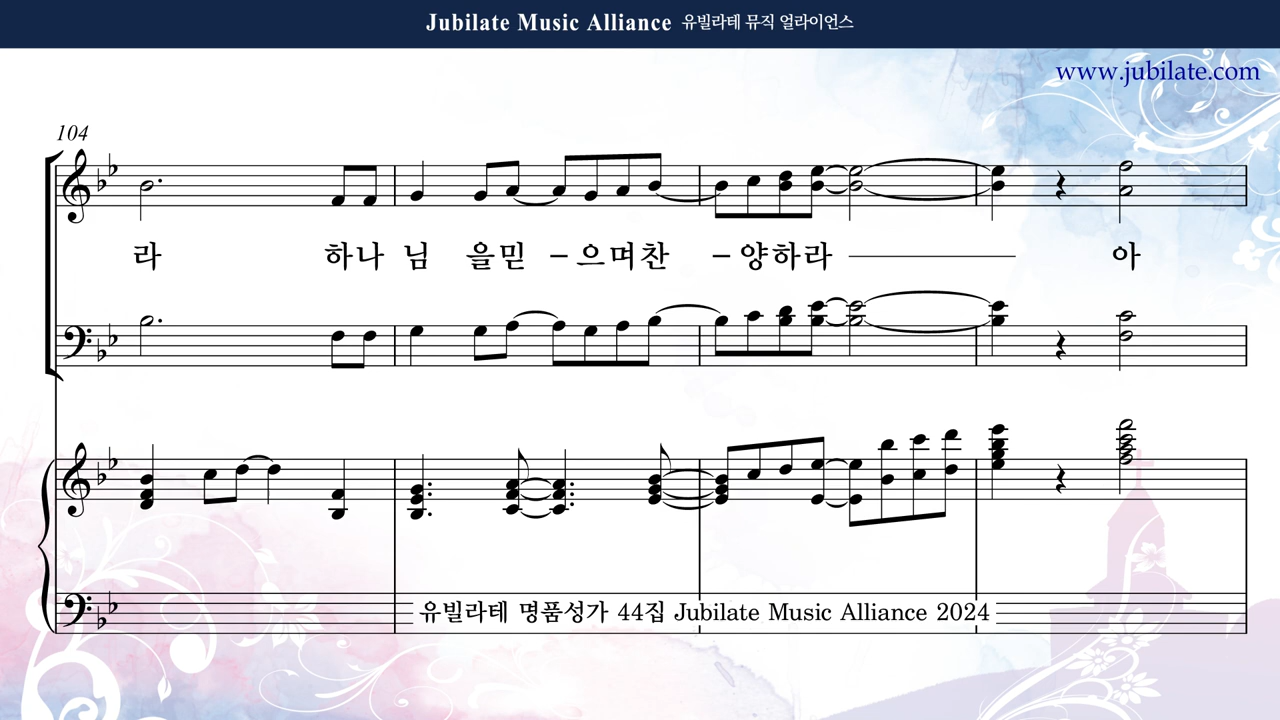 Jubilate Music Alliance 유빌라테 뮤직 얼라이언스
www.jubilate.com
104
라 하나 님 을믿 -으며찬 -양하라 아
유빌라테 명품성가 44집 Jubilate Music Alliance 2024